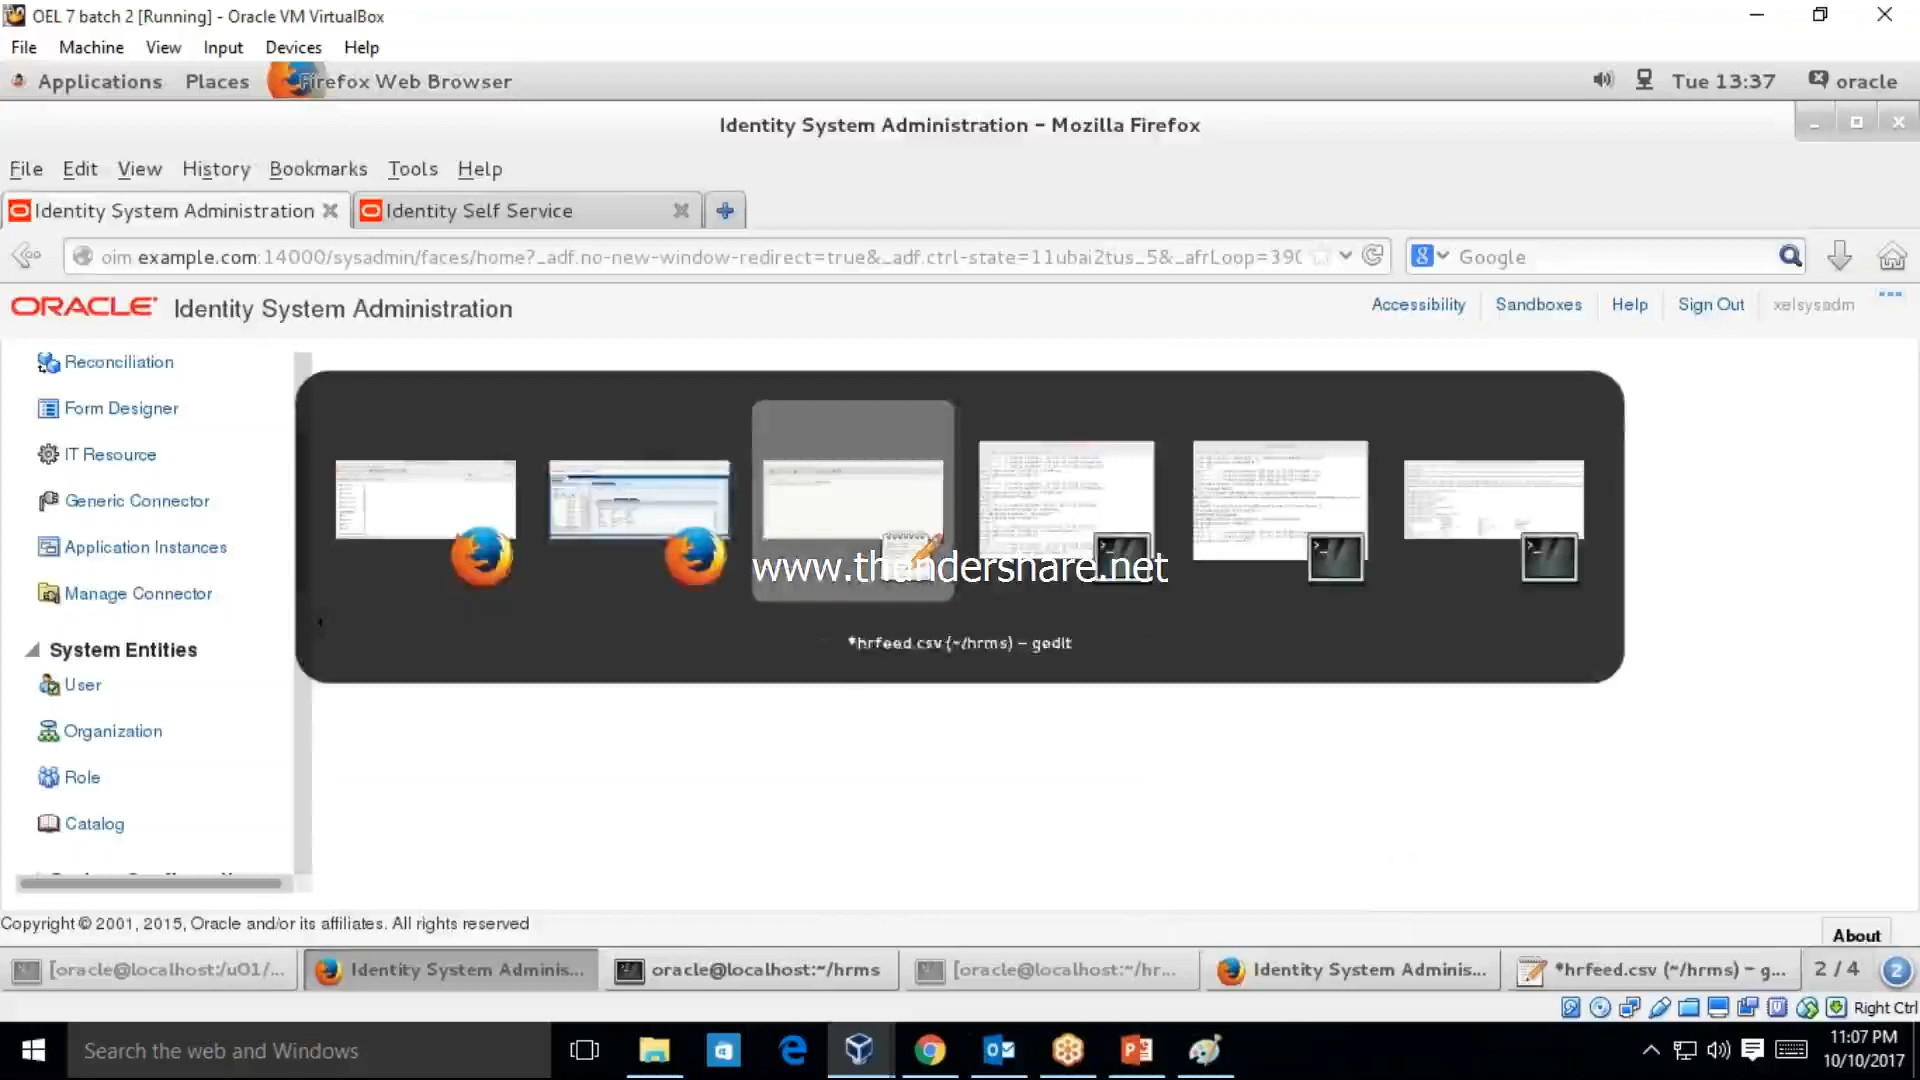 OEL 7 batch 2 [Running] - Oracle VM VirtualBox
File Machine View Input Devices Help
Applications Places Firefox Web Browser Tue 13:37 oracle
Identity System Administration - Mozilla Firefox
File Edit View History Bookmarks Tools Help
Identity System Administration Identity Self Service
oim example.com:14000/sysadmin/faces/home?_adf.no-new-window-redirect=true&_adf.ctrl-state=11ubai2tus_5&_afrLoop=390 Google
ORACLE Identity System Administration Accessibility Sandboxes Help Sign Out xelsysadm
Reconciliation
Form Designer
IT Resource
Generic Connector
Application Instances
Manage Connector
System Entities
User
Organization
Role
Catalog
www.thundershare.net
*hrfeed.csv (~/hrms) - gedit
Copyright © 2001, 2015, Oracle and/or its affiliates. All rights reserved
About
[oracle@localhost:/u01/... Identity System Adminis... oracle@localhost:~/hrms [oracle@localhost:~/hr... Identity System Adminis... *hrfeed.csv (~/hrms) - g... 2 / 4 2
Right Ctrl
Search the web and Windows
11:07 PM
10/10/2017